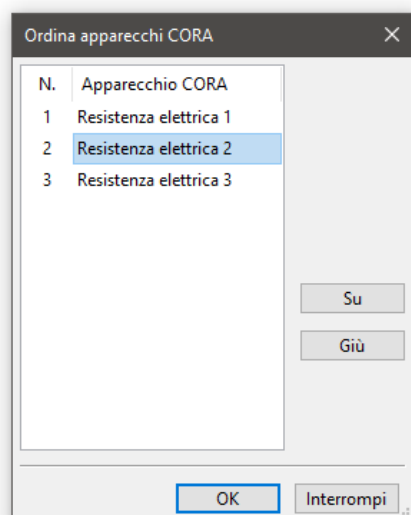 Ordina apparecchi CORA
N. Apparecchio CORA
1 Resistenza elettrica 1
2 Resistenza elettrica 2
3 Resistenza elettrica 3
Su
Giù
OK Interrompi